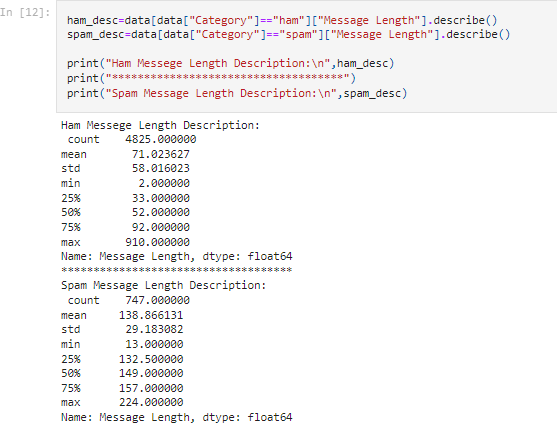 In [12]:
ham_desc=data[data["Category"]=="ham"]["Message Length"].describe()
spam_desc=data[data["Category"]=="spam"]["Message Length"].describe()
print("Ham Messege Length Description:\n",ham_desc)
print("************************************")
print("Spam Message Length Description:\n",spam_desc)
Ham Messege Length Description:
count 4825.000000
mean 71.023627
std 58.016023
min 2.000000
25% 33.000000
50% 52.000000
75% 92.000000
max 910.000000
Name: Message Length, dtype: float64
************************************
Spam Message Length Description:
count 747.000000
mean 138.866131
std 29.183082
min 13.000000
25% 132.500000
50% 149.000000
75% 157.000000
max 224.000000
Name: Message Length, dtype: float64